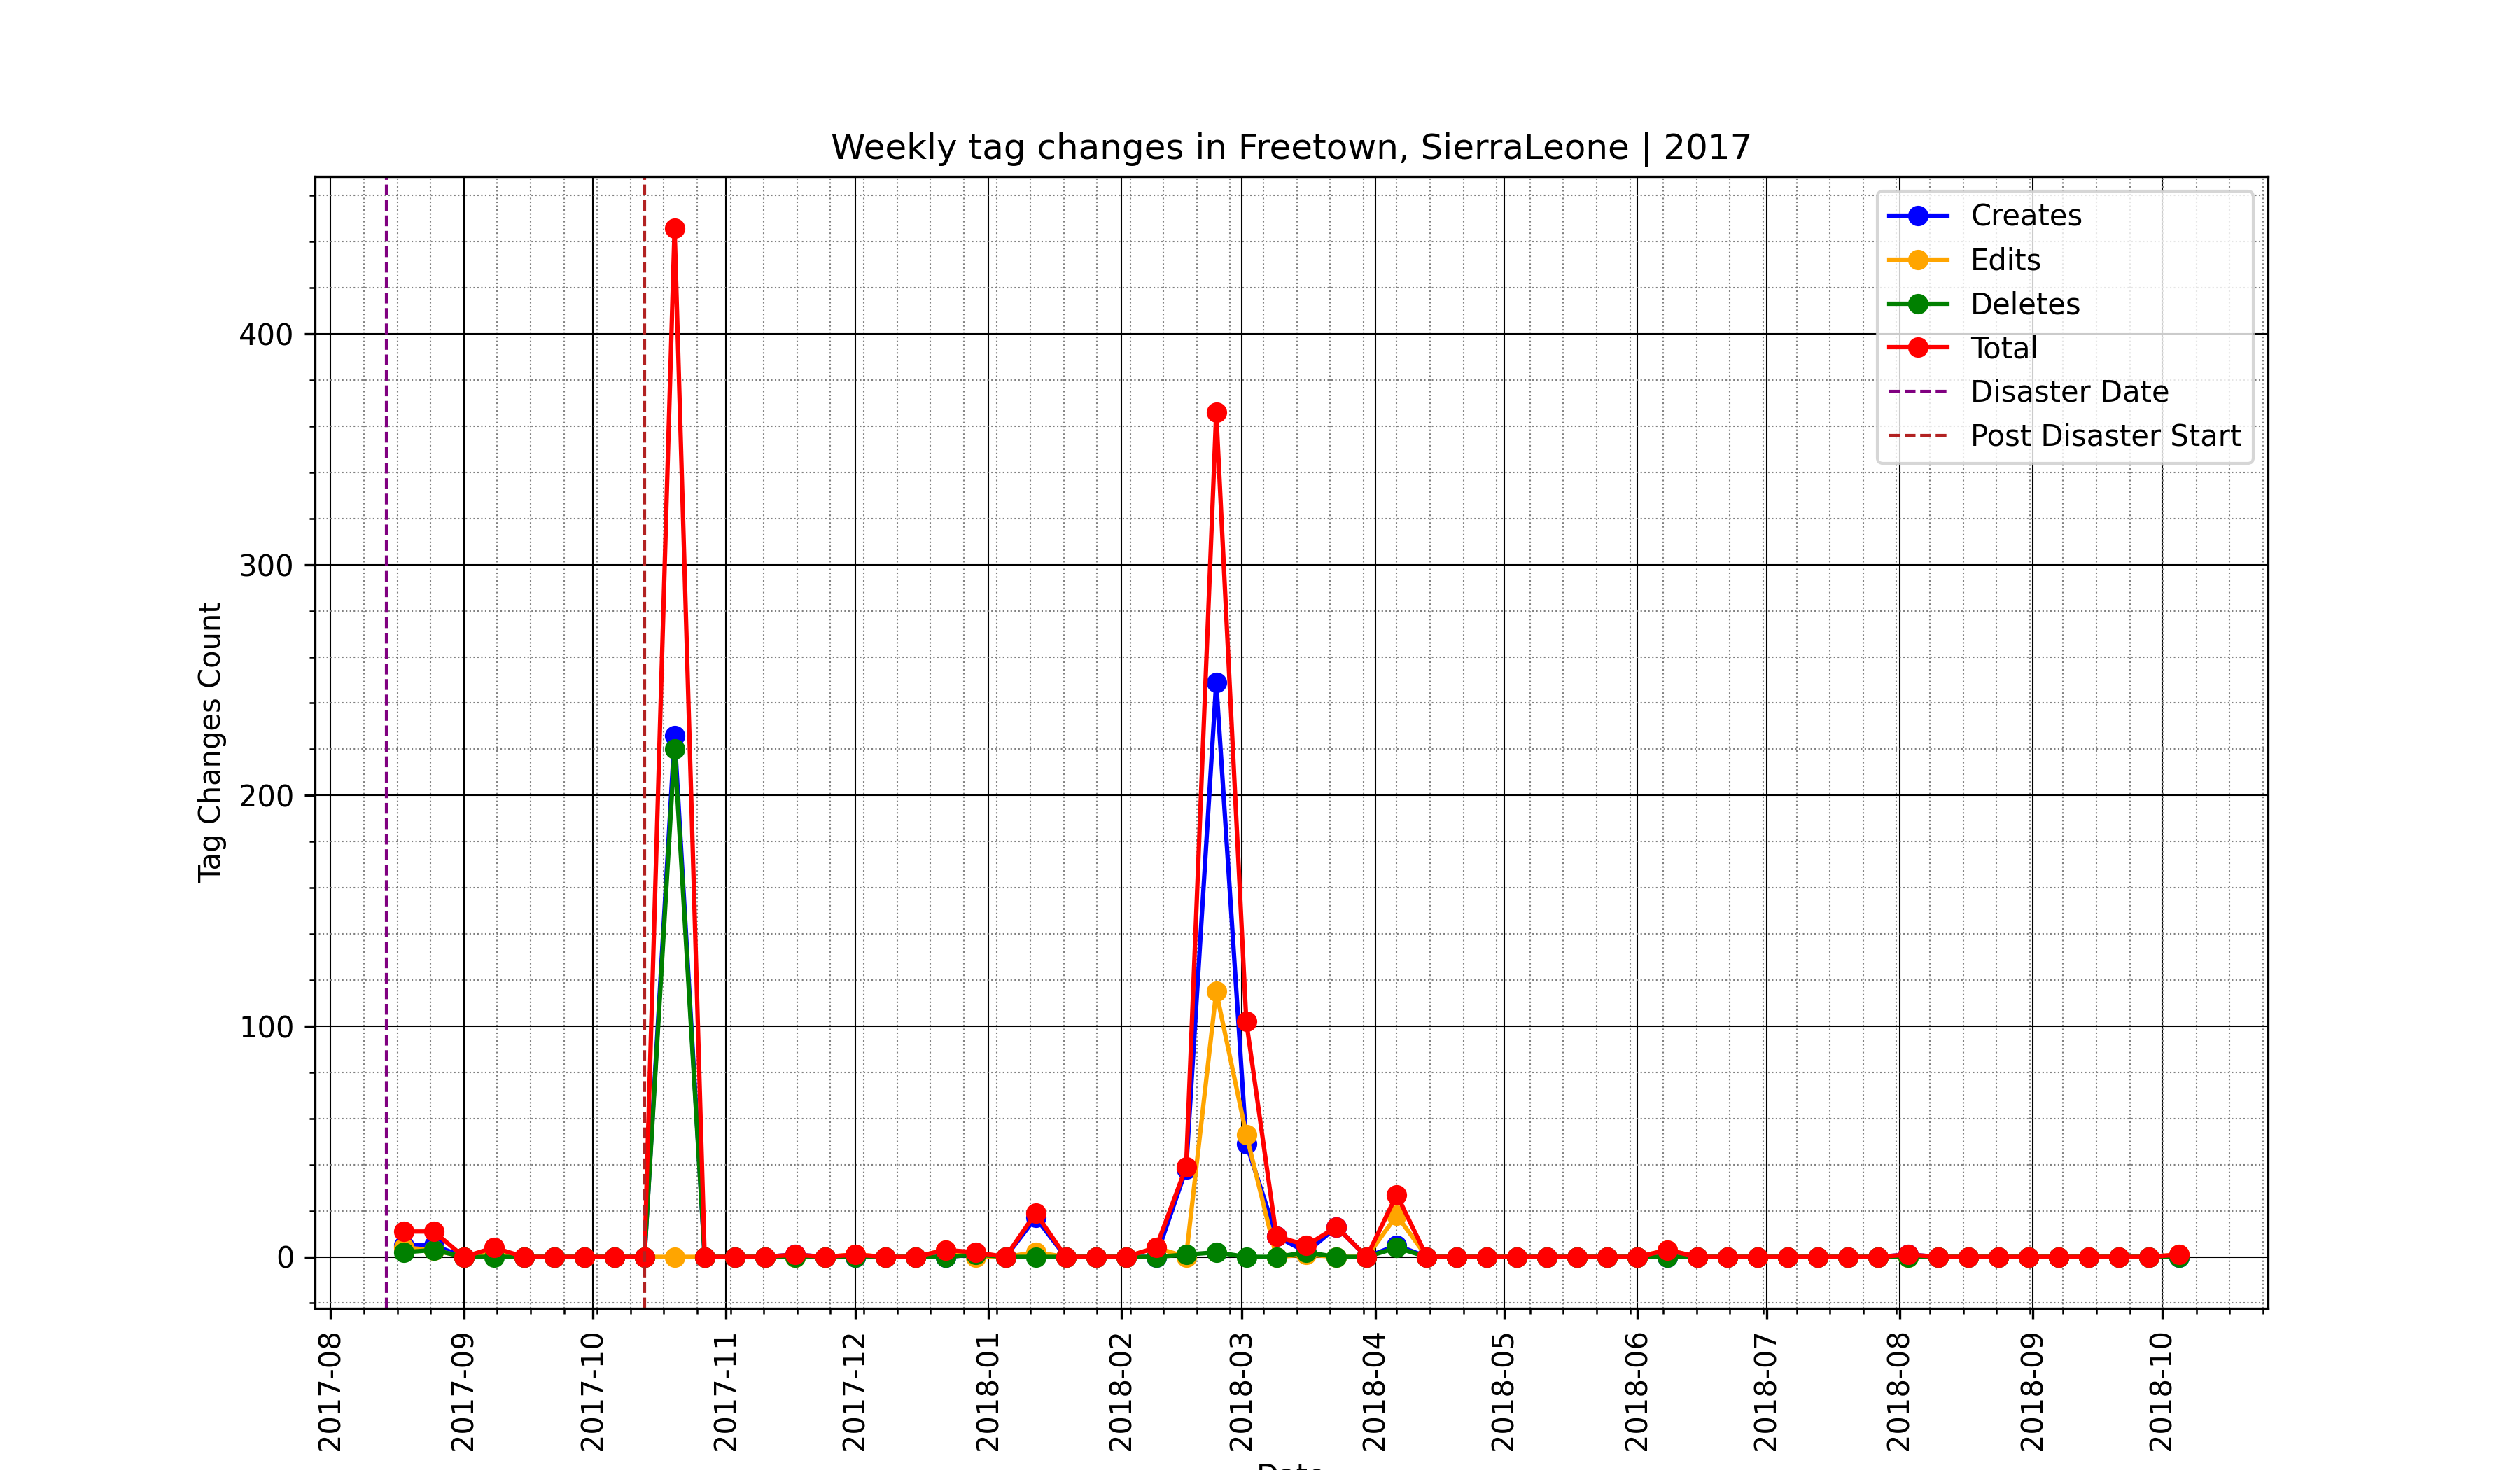 Weekly tag changes in Freetown, SierraLeone | 2017
Creates
Edits
Deletes
Total
Disaster Date
Post Disaster Start
Tag Changes Count
400
300
200
100
0
2017-08
2017-09
2017-10
2017-11
2017-12
2018-01
2018-02
2018-03
2018-04
2018-05
2018-06
2018-07
2018-08
2018-09
2018-10
Date